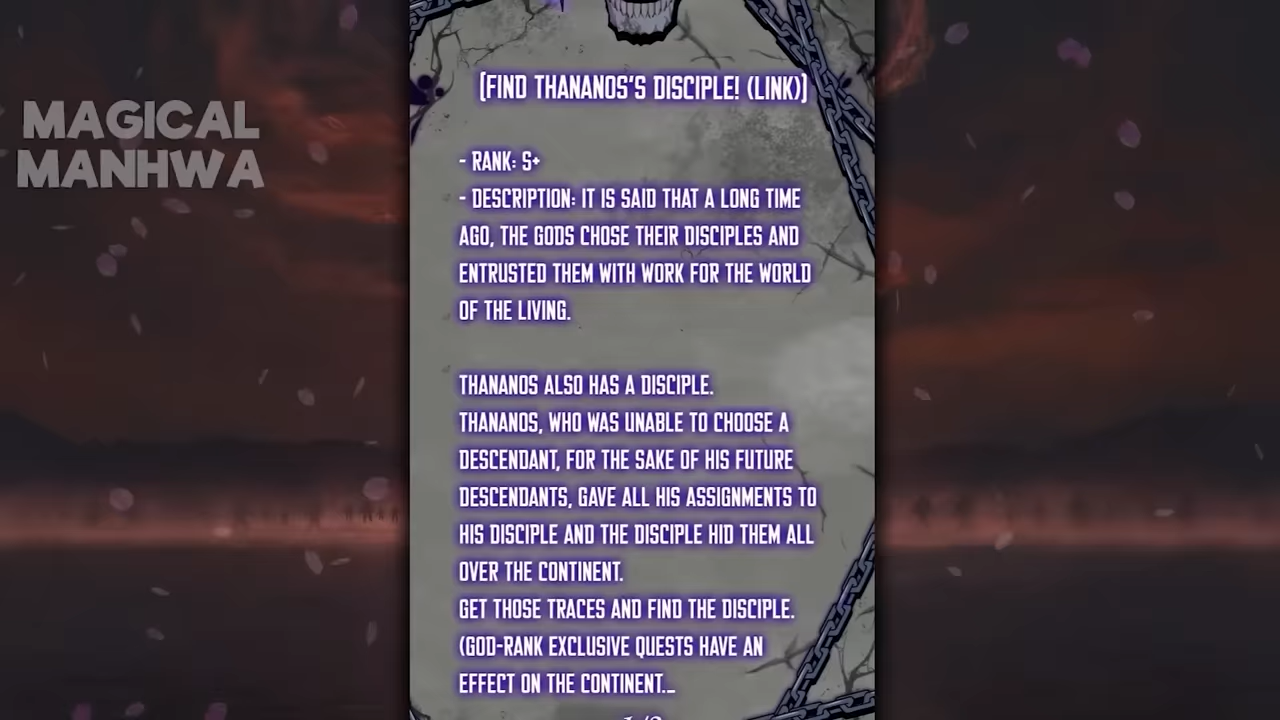 MAGICAL
MANHWA
[FIND THANANOS'S DISCIPLE! (LINK)]
- RANK: S+
- DESCRIPTION: IT IS SAID THAT A LONG TIME
AGO, THE GODS CHOSE THEIR DISCIPLES AND
ENTRUSTED THEM WITH WORK FOR THE WORLD
OF THE LIVING.
THANANOS ALSO HAS A DISCIPLE.
THANANOS, WHO WAS UNABLE TO CHOOSE A
DESCENDANT, FOR THE SAKE OF HIS FUTURE
DESCENDANTS, GAVE ALL HIS ASSIGNMENTS TO
HIS DISCIPLE AND THE DISCIPLE HID THEM ALL
OVER THE CONTINENT.
GET THOSE TRACES AND FIND THE DISCIPLE.
(GOD-RANK EXCLUSIVE QUESTS HAVE AN
EFFECT ON THE CONTINENT...